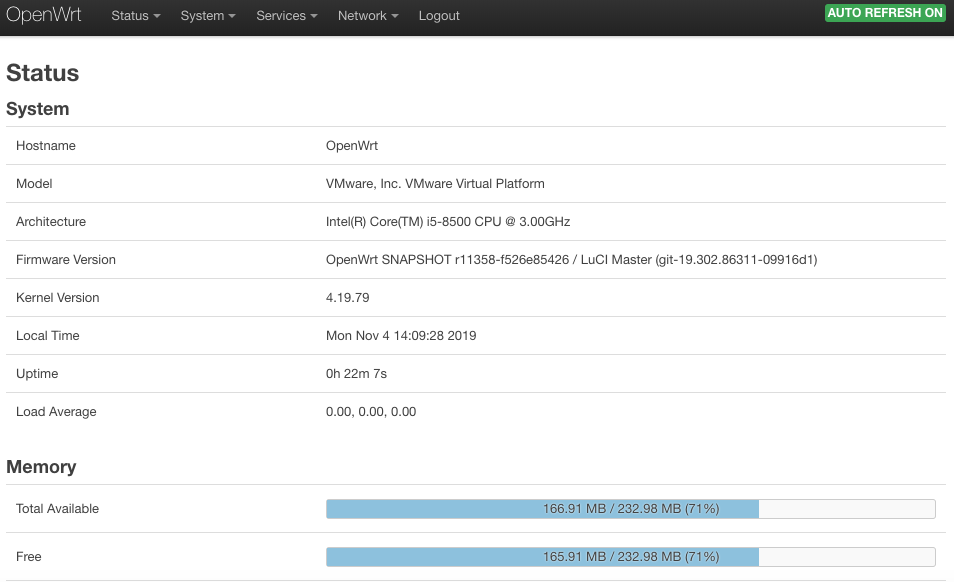 OpenWrt Status System Services Network Logout AUTO REFRESH ON
Status
System
Hostname OpenWrt
Model VMware, Inc. VMware Virtual Platform
Architecture Intel(R) Core(TM) i5-8500 CPU @ 3.00GHz
Firmware Version OpenWrt SNAPSHOT r11358-f526e85426 / LuCI Master (git-19.302.86311-09916d1)
Kernel Version 4.19.79
Local Time Mon Nov 4 14:09:28 2019
Uptime 0h 22m 7s
Load Average 0.00, 0.00, 0.00
Memory
Total Available 166.91 MB / 232.98 MB (71%)
Free 165.91 MB / 232.98 MB (71%)